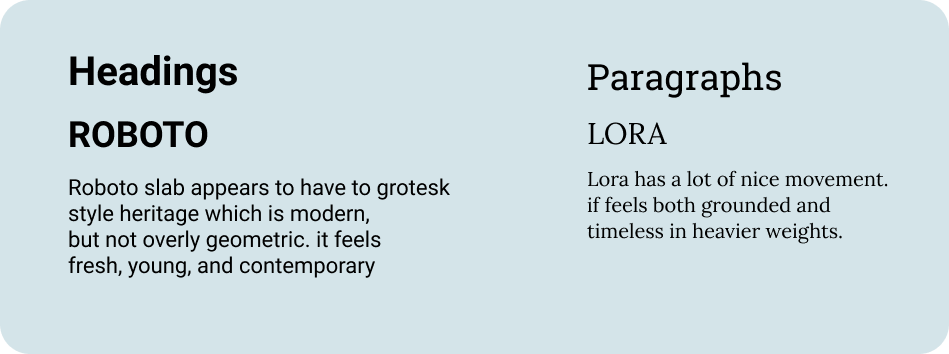 Headings
ROBOTO
Roboto slab appears to have to grotesk
style heritage which is modern,
but not overly geometric. it feels
fresh, young, and contemporary
Paragraphs
LORA
Lora has a lot of nice movement.
if feels both grounded and
timeless in heavier weights.